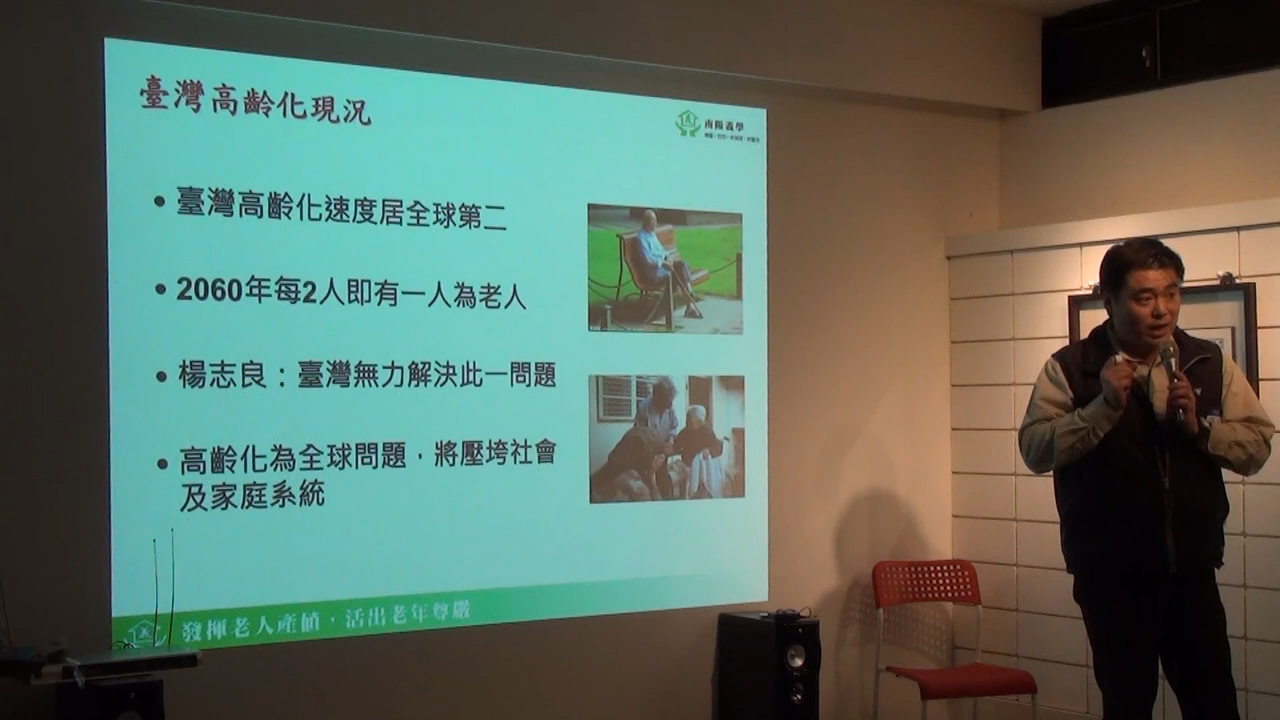 臺灣高齡化現況
南陽義學
• 臺灣高齡化速度居全球第二
• 2060年每2人即有一人為老人
• 楊志良：臺灣無力解決此一問題
• 高齡化為全球問題，將壓垮社會
及家庭系統
發揮老人產值，活出老年尊嚴